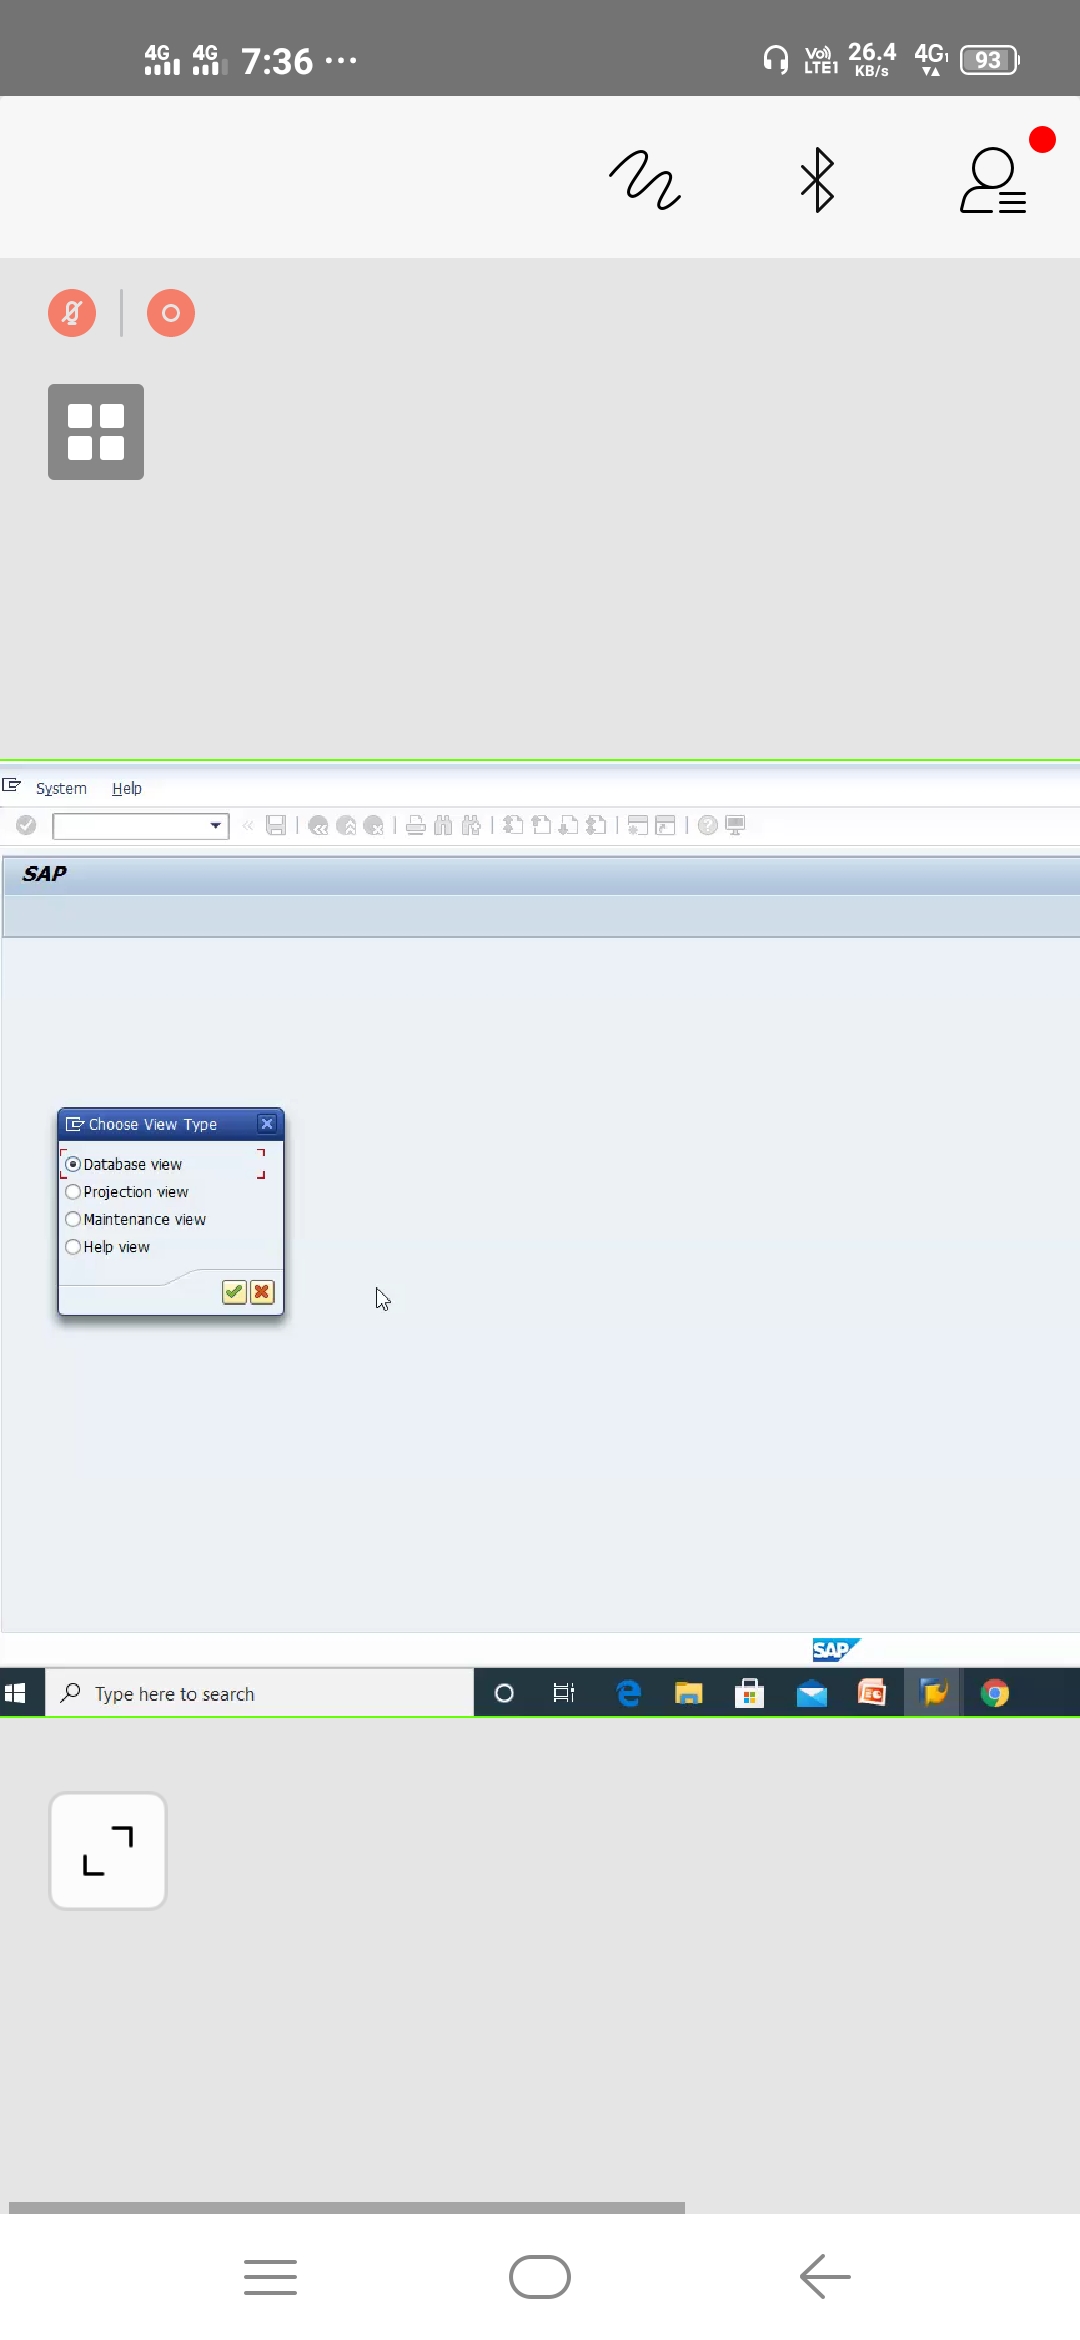 4G 4G 7:36 ... Vo)) LTE1 26.4 KB/s 4G1 93
System Help
SAP
Choose View Type
Database view
Projection view
Maintenance view
Help view
SAP
Type here to search